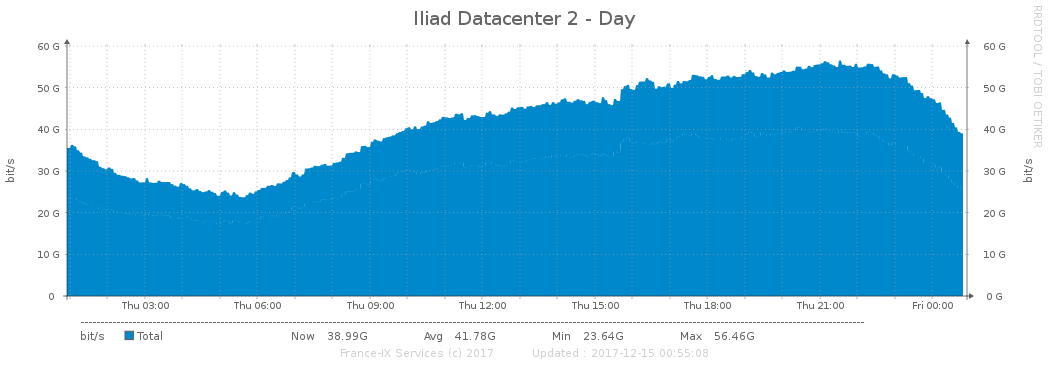 Iliad Datacenter 2 - Day
RRDTOOL / TOBI OETIKER
60 G 60 G
50 G 50 G
40 G 40 G
30 G 30 G
20 G 20 G
10 G 10 G
0 0 G
bit/s bit/s
Thu 03:00 Thu 06:00 Thu 09:00 Thu 12:00 Thu 15:00 Thu 18:00 Thu 21:00 Fri 00:00
bit/s Total Now 38.99G Avg 41.78G Min 23.64G Max 56.46G
France-IX Services (c) 2017 Updated : 2017-12-15 00:55:08